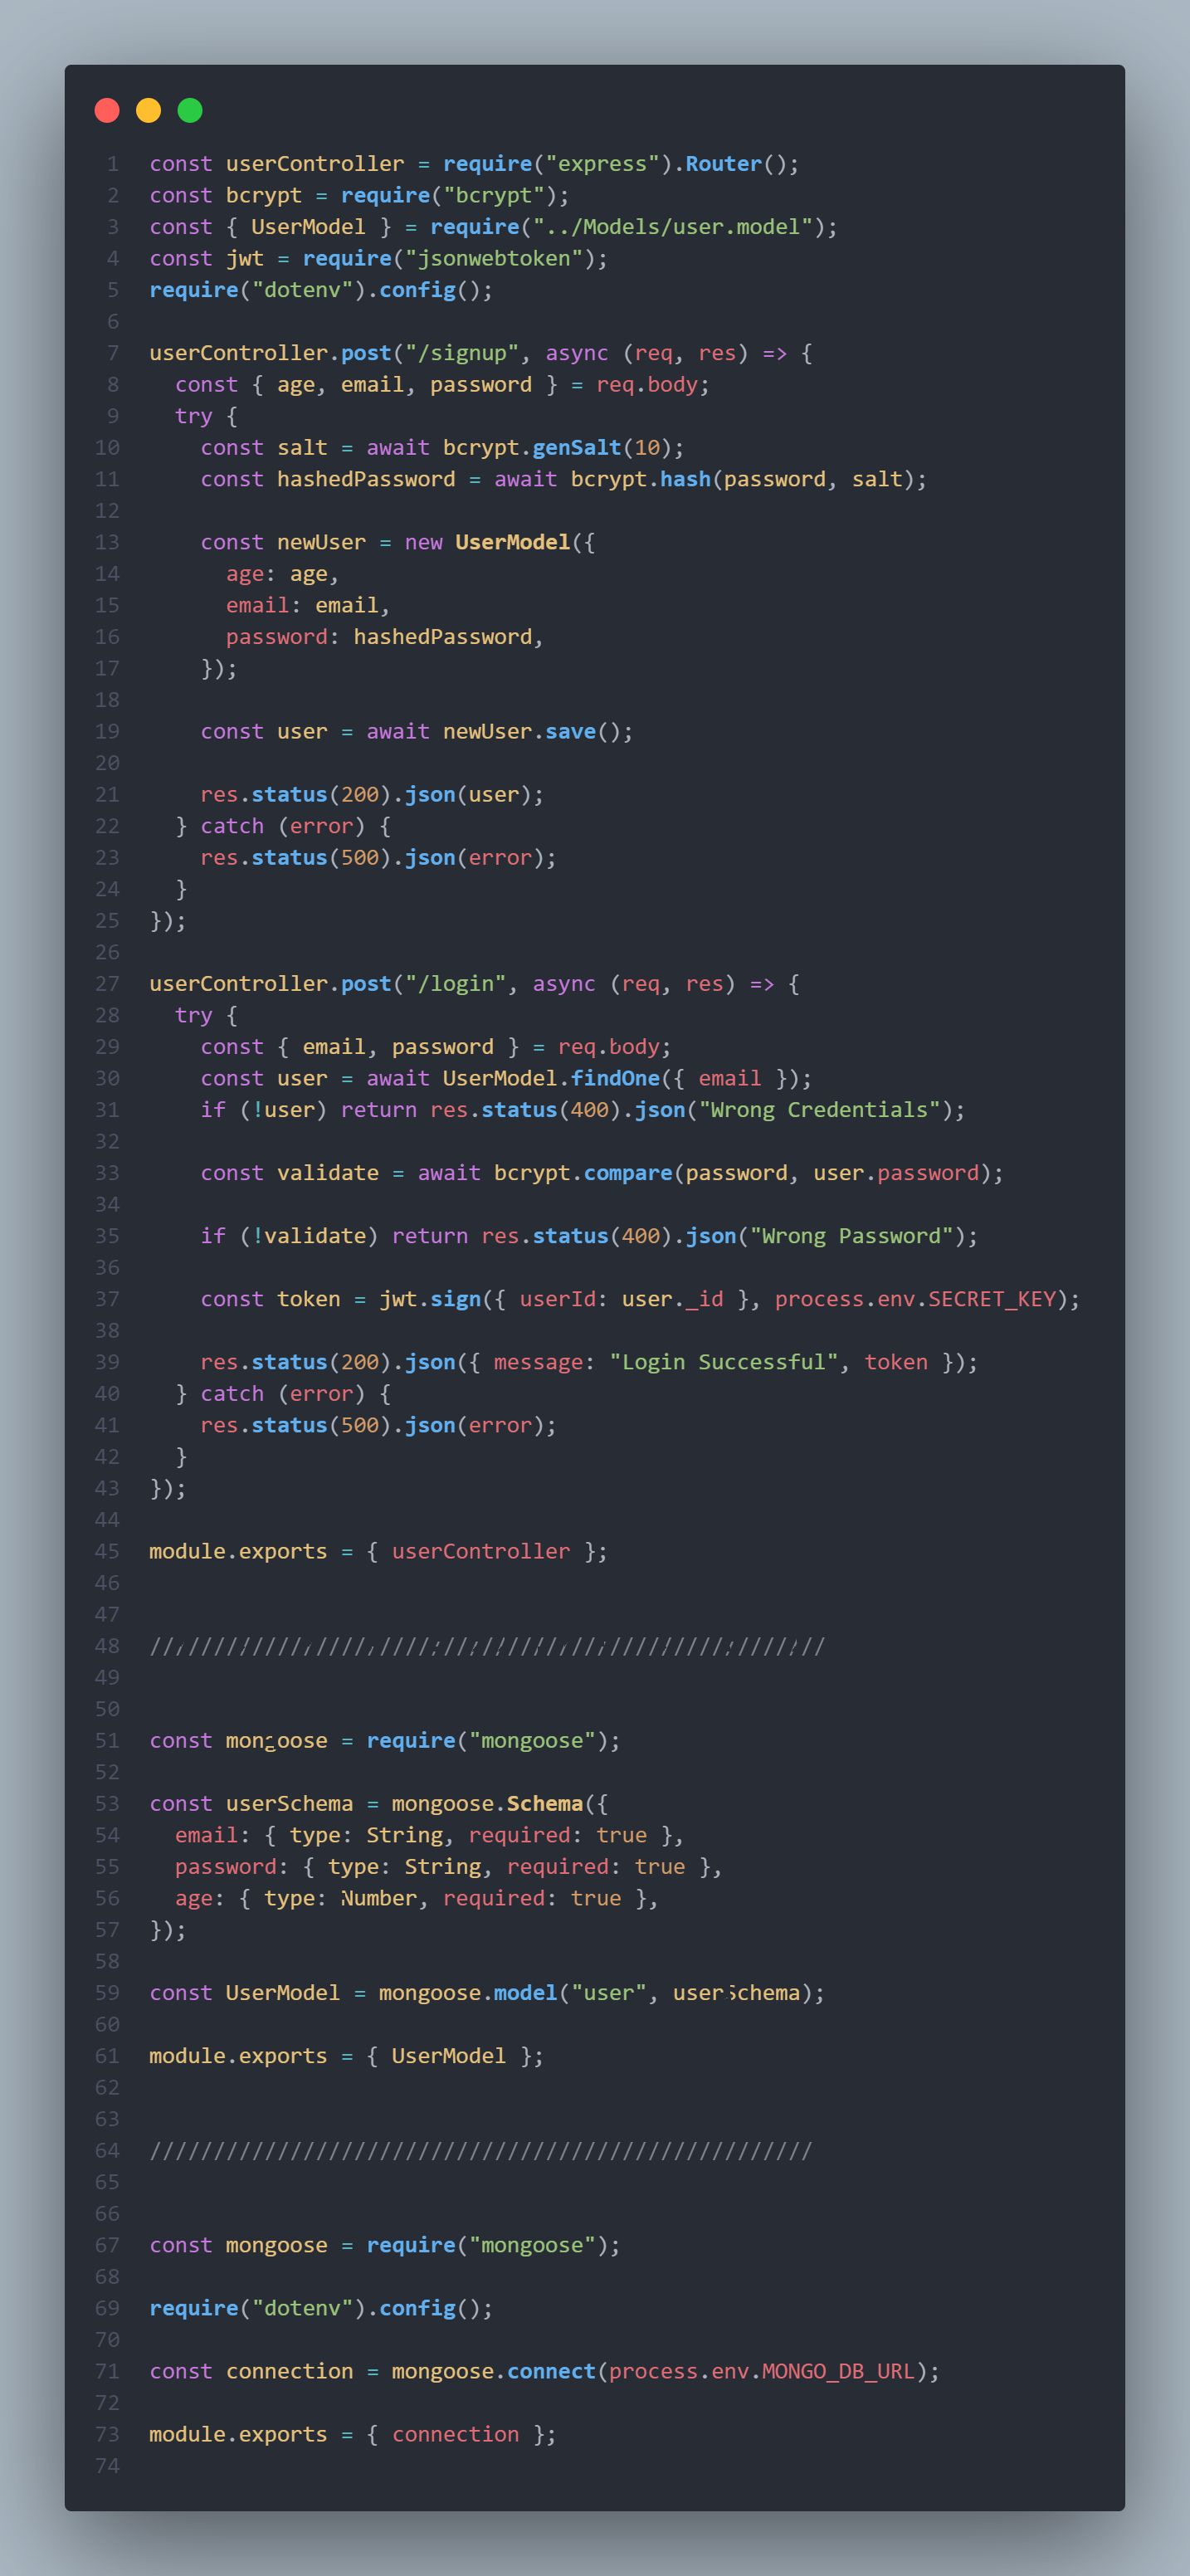 1 const userController = require("express").Router();
2 const bcrypt = require("bcrypt");
3 const { UserModel } = require("../Models/user.model");
4 const jwt = require("jsonwebtoken");
5 require("dotenv").config();
6
7 userController.post("/signup", async (req, res) => {
8   const { age, email, password } = req.body;
9   try {
10     const salt = await bcrypt.genSalt(10);
11     const hashedPassword = await bcrypt.hash(password, salt);
12
13     const newUser = new UserModel({
14       age: age,
15       email: email,
16       password: hashedPassword,
17     });
18
19     const user = await newUser.save();
20
21     res.status(200).json(user);
22   } catch (error) {
23     res.status(500).json(error);
24   }
25 });
26
27 userController.post("/login", async (req, res) => {
28   try {
29     const { email, password } = req.body;
30     const user = await UserModel.findOne({ email });
31     if (!user) return res.status(400).json("Wrong Credentials");
32
33     const validate = await bcrypt.compare(password, user.password);
34
35     if (!validate) return res.status(400).json("Wrong Password");
36
37     const token = jwt.sign({ userId: user._id }, process.env.SECRET_KEY);
38
39     res.status(200).json({ message: "Login Successful", token });
40   } catch (error) {
41     res.status(500).json(error);
42   }
43 });
44
45 module.exports = { userController };
46
47
48 /////////////////////////////////////////////////////
49
50
51 const mongoose = require("mongoose");
52
53 const userSchema = mongoose.Schema({
54   email: { type: String, required: true },
55   password: { type: String, required: true },
56   age: { type: Number, required: true },
57 });
58
59 const UserModel = mongoose.model("user", userSchema);
60
61 module.exports = { UserModel };
62
63
64 ////////////////////////////////////////////////////
65
66
67 const mongoose = require("mongoose");
68
69 require("dotenv").config();
70
71 const connection = mongoose.connect(process.env.MONGO_DB_URL);
72
73 module.exports = { connection };
74